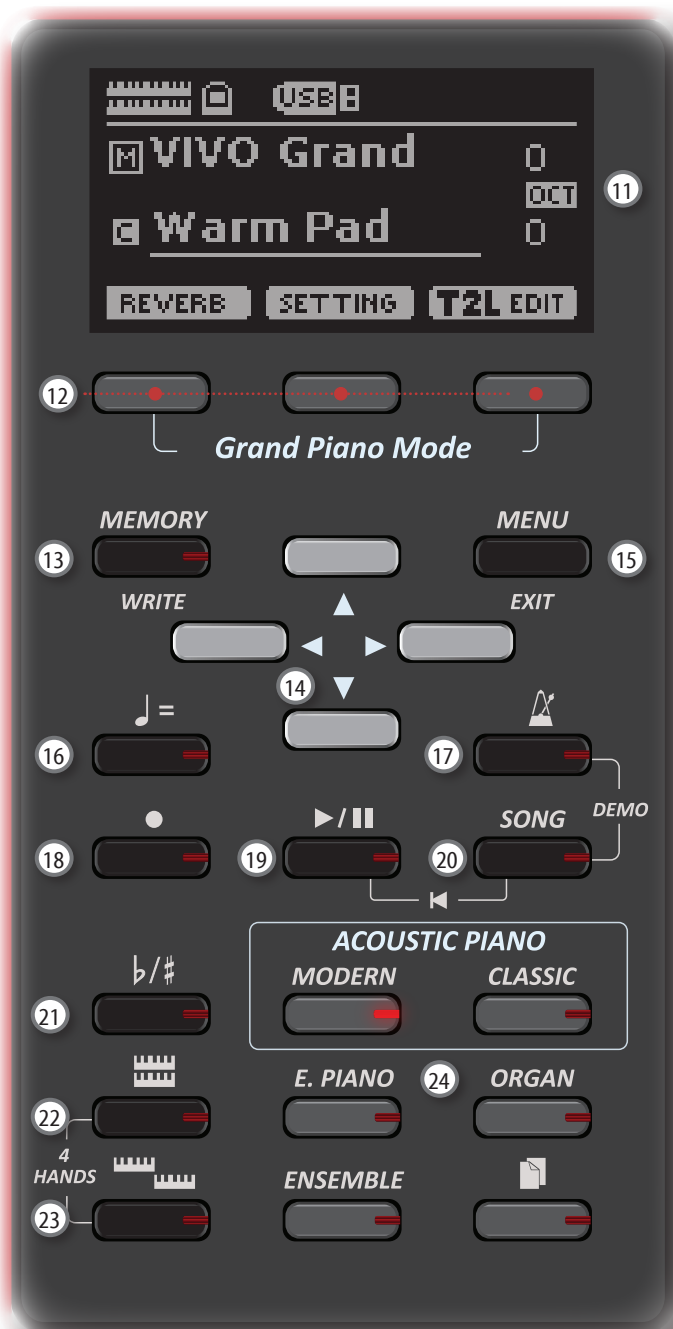 USB
M VIVO Grand 0
OCT
11
C Warm Pad 0
REVERB SETTING T2L EDIT
12
Grand Piano Mode
MEMORY MENU
13 15
WRITE EXIT
14
♩ =
16 17
DEMO
● ▶/❚❚ SONG
18 19 20
ACOUSTIC PIANO
♭/♯ MODERN CLASSIC
21
E. PIANO 24 ORGAN
22
4
HANDS
ENSEMBLE
23